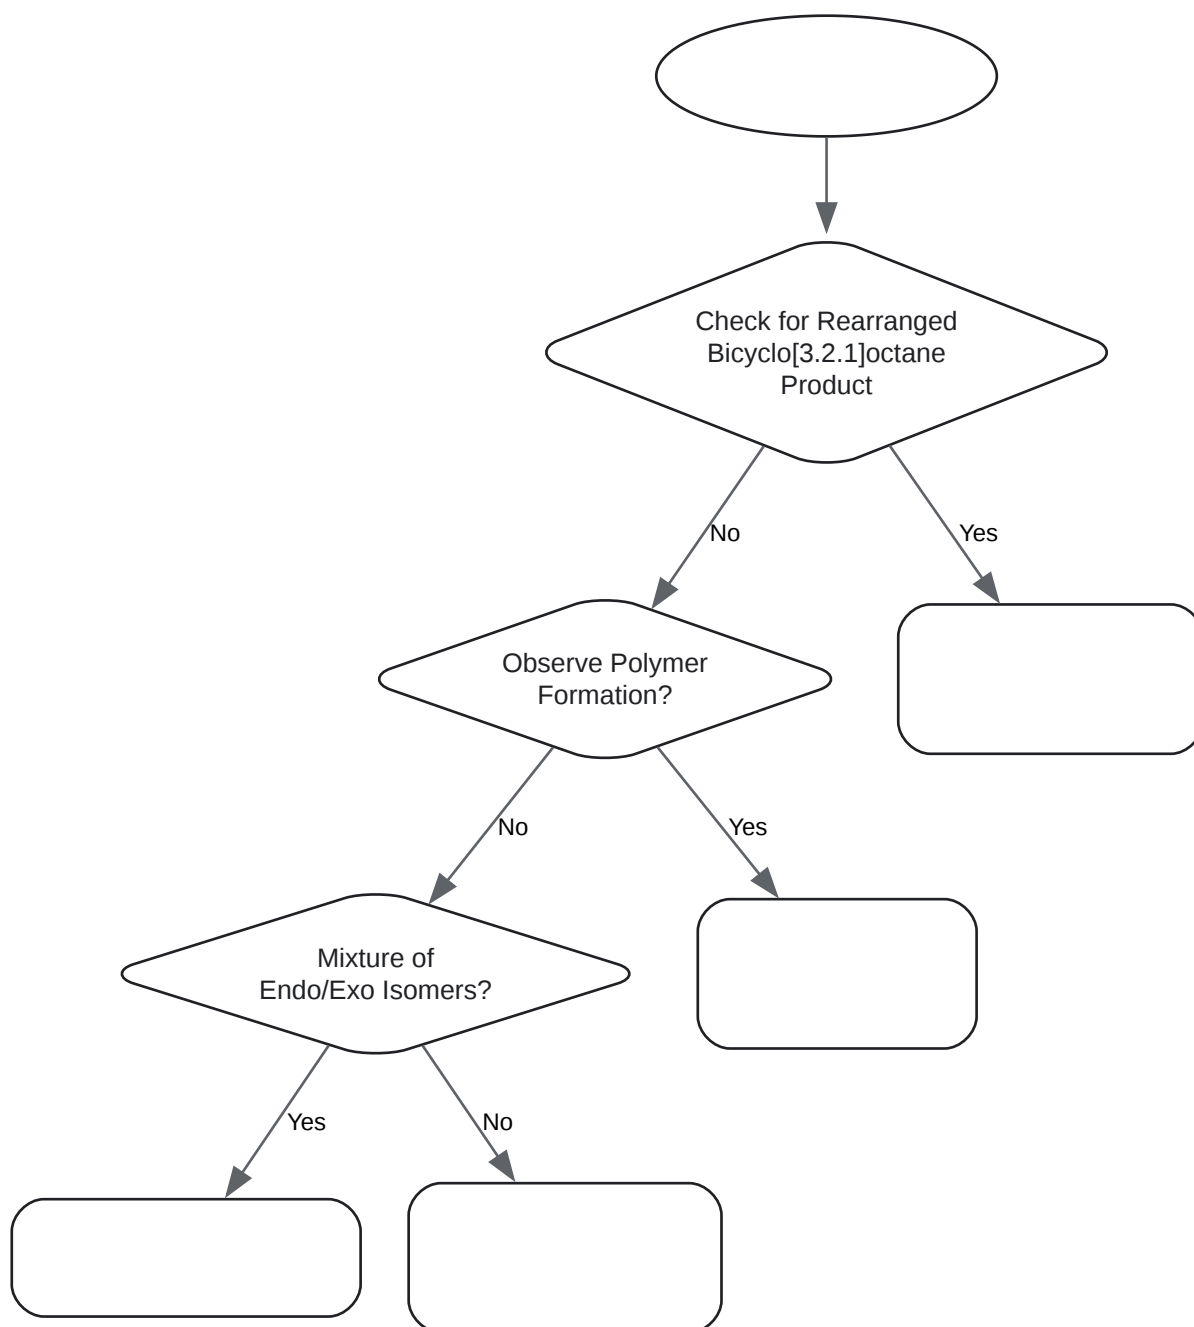 Check for Rearranged
Bicyclo[3.2.1]octane
Product
No
Yes
Observe Polymer
Formation?
No
Yes
Mixture of
Endo/Exo Isomers?
Yes
No